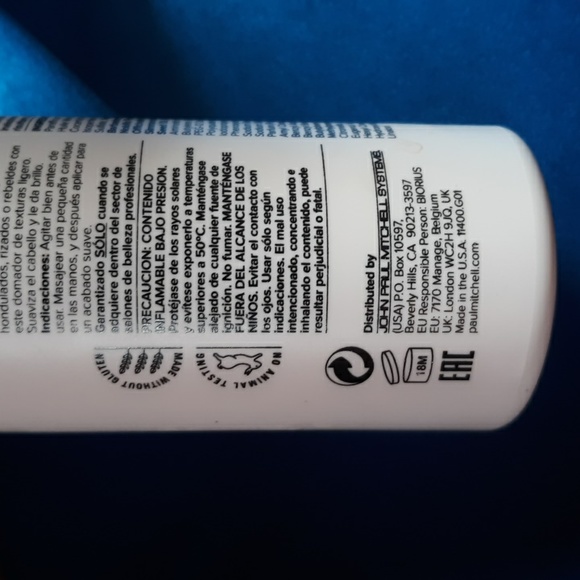 hondulados, rizados o rebeldes con
este domador de texturas ligero.
Suaviza el cabello y le da brillo.
Indicaciones: Agitar bien antes de
usar. Masajear una pequeña cantidad
en las manos, y después aplicar para
un acabado suave.
Garantizado SÓLO cuando se
adquiere dentro del sector de
salones de belleza profesionales.
PRECAUCION: CONTENIDO
INFLAMABLE BAJO PRESION.
Protéjase de los rayos solares
y evítese exponerlo a temperaturas
superiores a 50ºC. Manténgase
alejado de cualquier fuente de
ignición. No fumar. MANTÉNGASE
FUERA DEL ALCANCE DE LOS
NIÑOS. Evitar el contacto con
los ojos. Usar sólo según
indicaciones. El mal uso
intencionado, concentrando e
inhalando el contenido, puede
resultar perjudicial o fatal.
Distributed by
JOHN PAUL MITCHELL SYSTEMS
(USA) P.O. Box 10597,
Beverly Hills, CA 90213-3597
EU Responsible Person: BIORIUS
EU: 7170 Manage, Belgium
UK: London WC2H 9JQ, UK
Made in the U.S.A. 11400.G01
paulmitchell.com
MADE WITHOUT GLUTEN
NO ANIMAL TESTING
18M
EAC